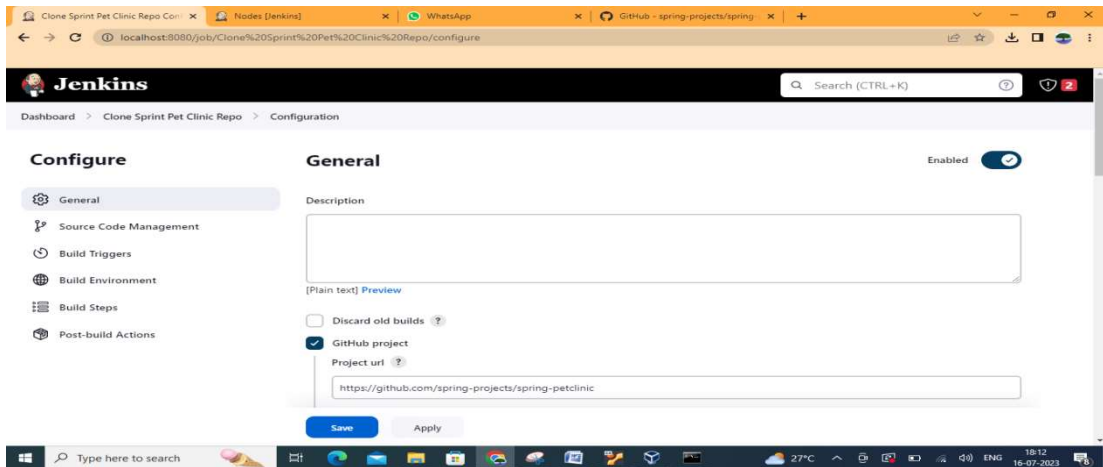 Clone Sprint Pet Clinic Repo Con
Nodes [Jenkins]
WhatsApp
GitHub - spring-projects/spring-
localhost:8080/job/Clone%20Sprint%20Pet%20Clinic%20Repo/configure
Jenkins
Search (CTRL+K)
2
Dashboard > Clone Sprint Pet Clinic Repo > Configuration
Configure
General
Source Code Management
Build Triggers
Build Environment
Build Steps
Post-build Actions
General
Enabled
Description
[Plain text] Preview
Discard old builds ?
GitHub project
Project url ?
https://github.com/spring-projects/spring-petclinic
Save
Apply
Type here to search
27°C
ENG
18:12
16-07-2023